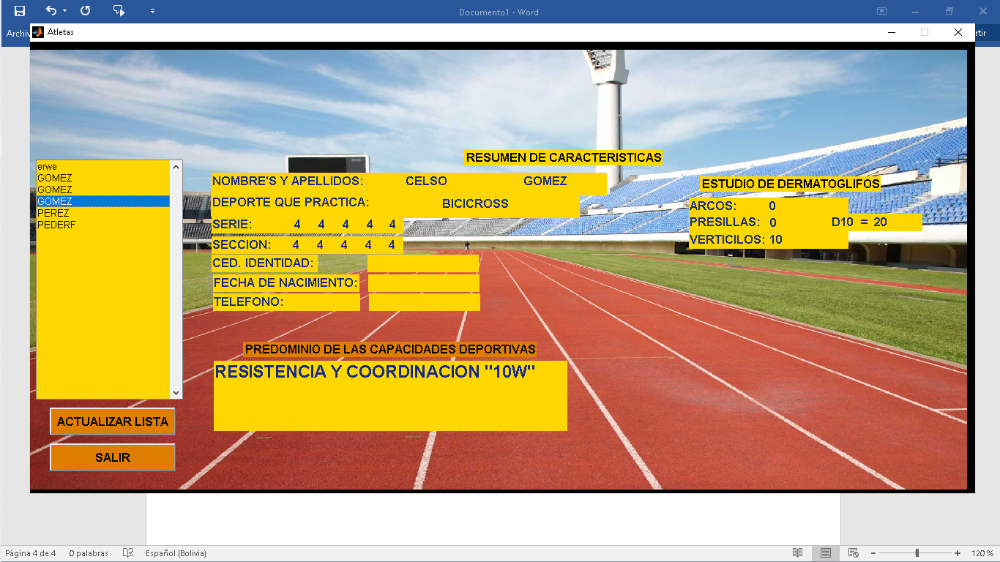 Documento1 - Word
Archiv
rtir
Atletas
RESUMEN DE CARACTERISTICAS
erwe
GOMEZ
GOMEZ
GOMEZ
PEREZ
PEDERF
NOMBRE'S Y APELLIDOS: CELSO GOMEZ
DEPORTE QUE PRACTICA: BICICROSS
SERIE: 4 4 4 4 4
SECCION: 4 4 4 4 4
CED. IDENTIDAD:
FECHA DE NACIMIENTO:
TELEFONO:
ESTUDIO DE DERMATOGLIFOS
ARCOS: 0
PRESILLAS: 0 D10 = 20
VERTICILOS: 10
PREDOMINIO DE LAS CAPACIDADES DEPORTIVAS
RESISTENCIA Y COORDINACION "10W"
ACTUALIZAR LISTA
SALIR
Página 4 de 4 0 palabras Español (Bolivia) 120 %